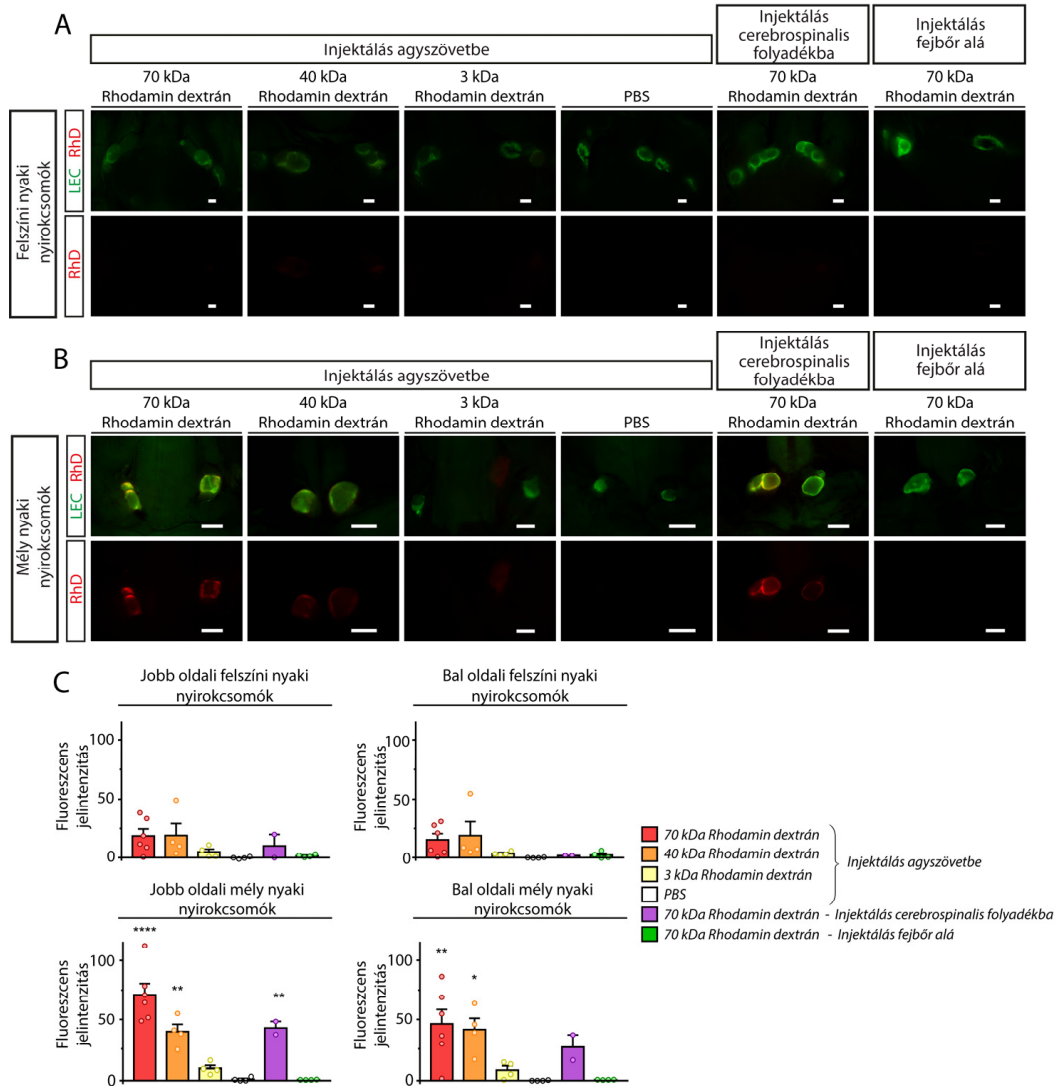 A
Injektálás agyszövetbe
Injektálás
cerebrospinalis
folyadékba
Injektálás
fejbőr alá
70 kDa
Rhodamin dextrán
40 kDa
Rhodamin dextrán
3 kDa
Rhodamin dextrán
PBS
70 kDa
Rhodamin dextrán
70 kDa
Rhodamin dextrán
Felszíni nyaki
nyirokcsomók
LEC RhD
RhD
B
Injektálás agyszövetbe
Injektálás
cerebrospinalis
folyadékba
Injektálás
fejbőr alá
70 kDa
Rhodamin dextrán
40 kDa
Rhodamin dextrán
3 kDa
Rhodamin dextrán
PBS
70 kDa
Rhodamin dextrán
70 kDa
Rhodamin dextrán
Mély nyaki
nyirokcsomók
LEC RhD
RhD
C
Jobb oldali felszíni nyaki
nyirokcsomók
Fluoreszcens
jelintenzitás
100
50
0
Bal oldali felszíni nyaki
nyirokcsomók
Fluoreszcens
jelintenzitás
100
50
0
Jobb oldali mély nyaki
nyirokcsomók
Fluoreszcens
jelintenzitás
100
50
0
****
**
**
Bal oldali mély nyaki
nyirokcsomók
Fluoreszcens
jelintenzitás
100
50
0
**
*
70 kDa Rhodamin dextrán
40 kDa Rhodamin dextrán
3 kDa Rhodamin dextrán
PBS
Injektálás agyszövetbe
70 kDa Rhodamin dextrán - Injektálás cerebrospinalis folyadékba
70 kDa Rhodamin dextrán - Injektálás fejbőr alá